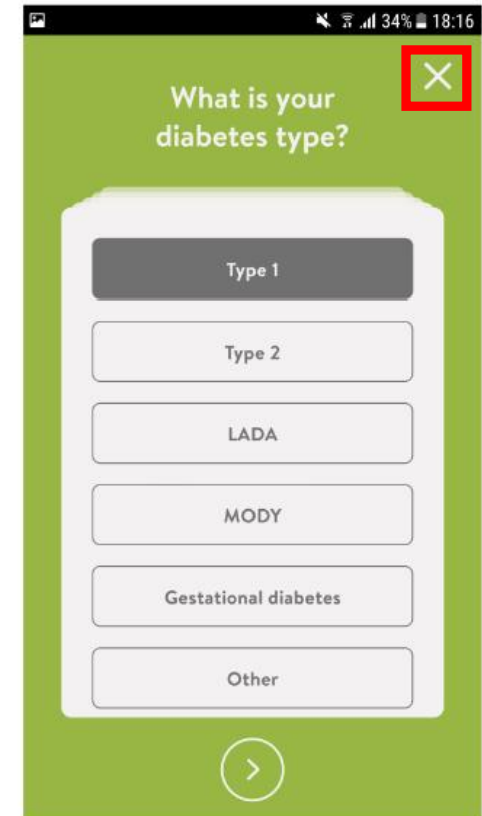 34% 18:16
What is your
diabetes type?
Type 1
Type 2
LADA
MODY
Gestational diabetes
Other